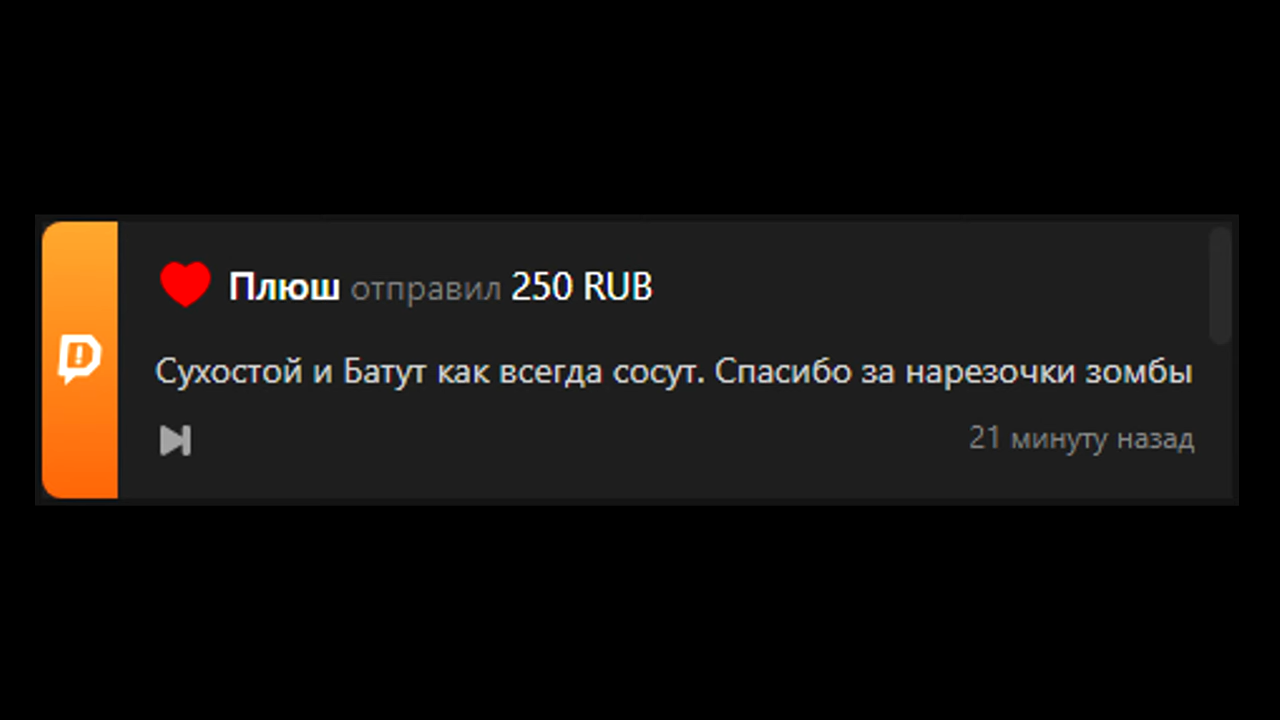 Плюш отправил 250 RUB
Сухостой и Батут как всегда сосут. Спасибо за нарезочки зомбы
21 минуту назад